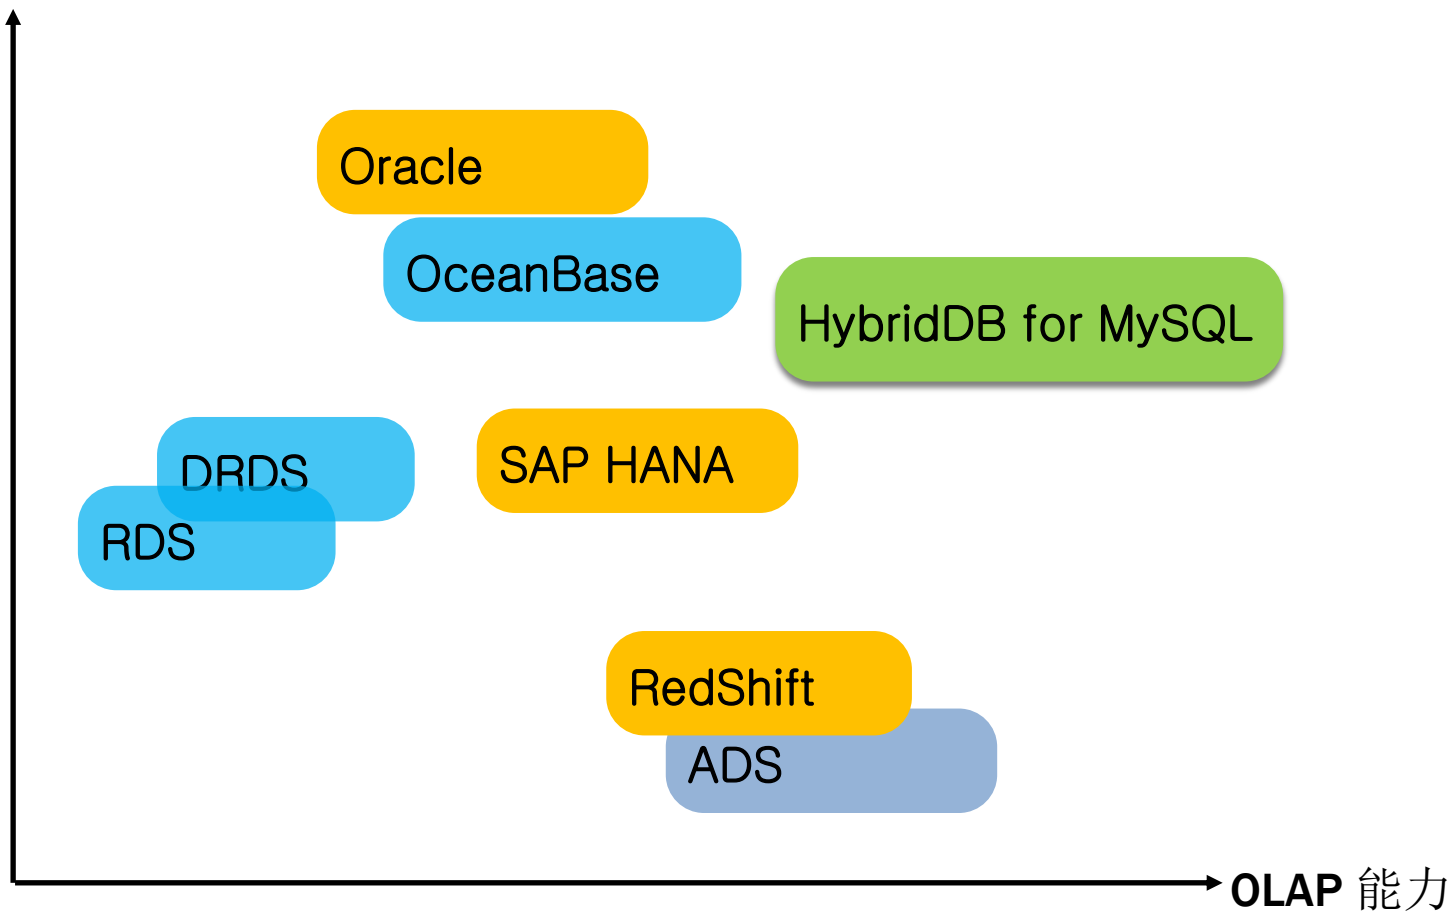 Oracle
OceanBase
HybridDB for MySQL
DRDS
SAP HANA
RDS
RedShift
ADS
OLAP 能力